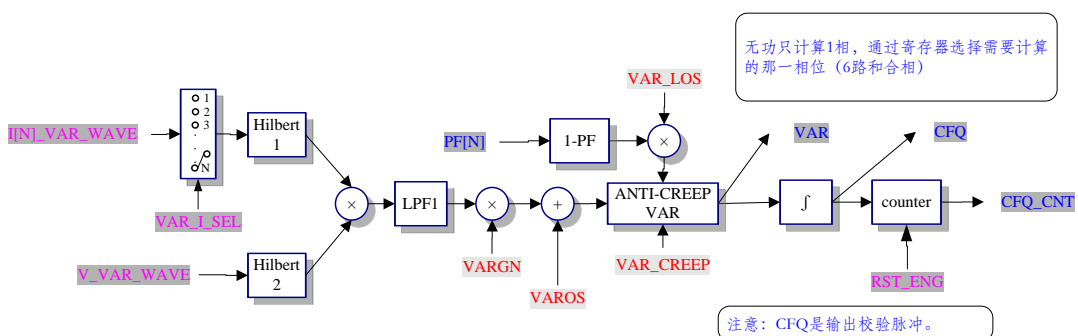 无功只计算1相，通过寄存器选择需要计算
的那一相位（6路和合相）
VAR_LOS
I[N]_VAR_WAVE
1
2
3
N
Hilbert
1
PF[N]
1-PF
×
VAR
CFQ
×
LPF1
×
+
ANTI-CREEP
VAR
∫
counter
CFQ_CNT
VAR_I_SEL
V_VAR_WAVE
Hilbert
2
VARGN
VAROS
VAR_CREEP
RST_ENG
注意：CFQ是输出校验脉冲。